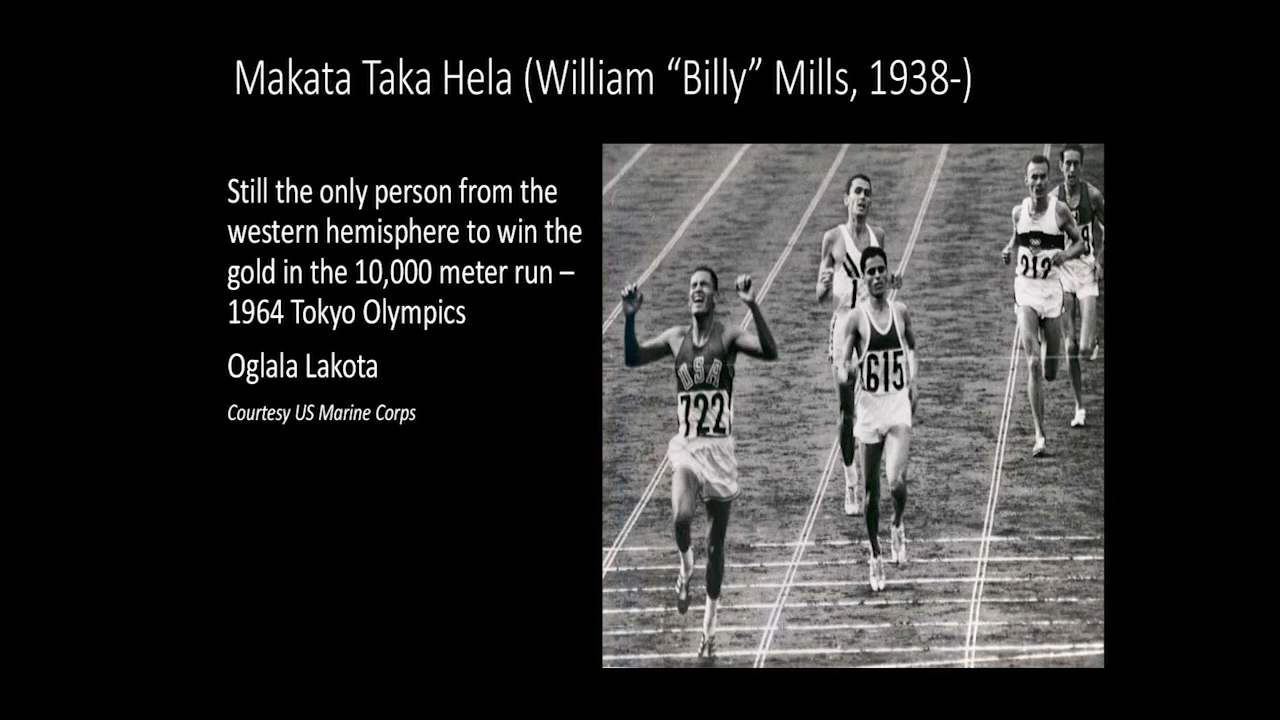 Makata Taka Hela (William “Billy” Mills, 1938-)
Still the only person from the
western hemisphere to win the
gold in the 10,000 meter run –
1964 Tokyo Olympics
Oglala Lakota
Courtesy US Marine Corps
USA
722
615
212